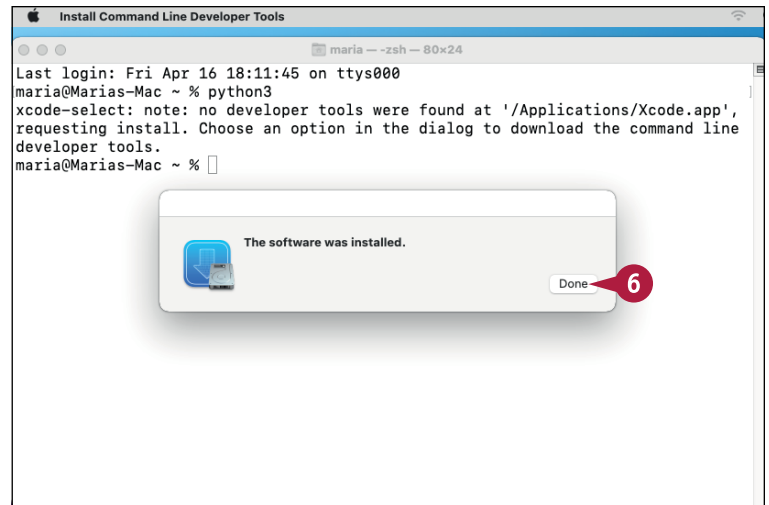 Install Command Line Developer Tools
maria — -zsh — 80×24
Last login: Fri Apr 16 18:11:45 on ttys000
maria@Marias-Mac ~ % python3
xcode-select: note: no developer tools were found at '/Applications/Xcode.app',
requesting install. Choose an option in the dialog to download the command line
developer tools.
maria@Marias-Mac ~ %
The software was installed.
Done
6